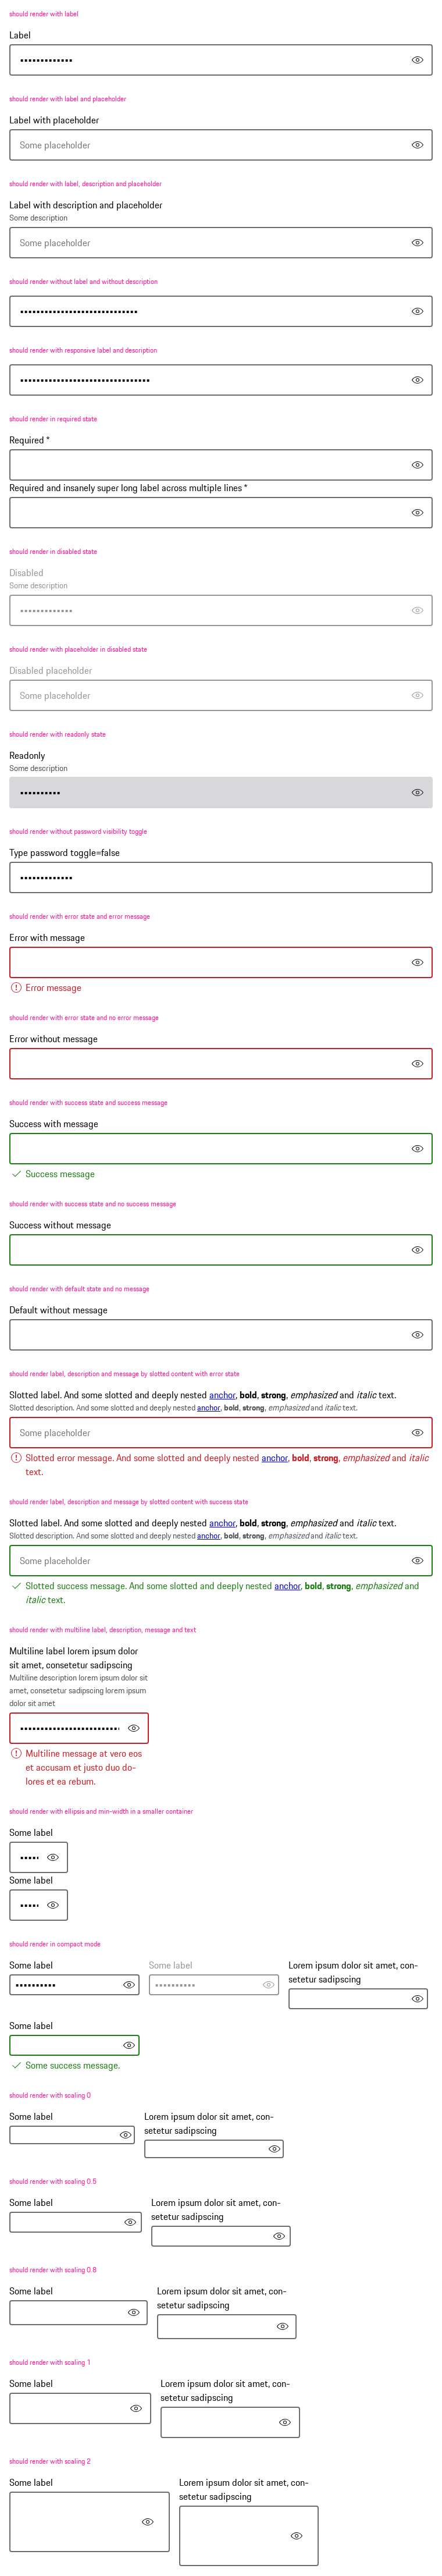 should render with label
Label
•••••••••••••
should render with label and placeholder
Label with placeholder
Some placeholder
should render with label, description and placeholder
Label with description and placeholder
Some description
Some placeholder
should render without label and without description
•••••••••••••••••••••••••••••
should render with responsive label and description
••••••••••••••••••••••••••••••••
should render in required state
Required *
Required and insanely super long label across multiple lines *
should render in disabled state
Disabled
Some description
•••••••••••••
should render with placeholder in disabled state
Disabled placeholder
Some placeholder
should render with readonly state
Readonly
Some description
••••••••••
should render without password visibility toggle
Type password toggle=false
•••••••••••••
should render with error state and error message
Error with message
Error message
should render with error state and no error message
Error without message
should render with success state and success message
Success with message
Success message
should render with success state and no success message
Success without message
should render with default state and no message
Default without message
should render label, description and message by slotted content with error state
Slotted label. And some slotted and deeply nested anchor, bold, strong, emphasized and italic text.
Slotted description. And some slotted and deeply nested anchor, bold, strong, emphasized and italic text.
Some placeholder
Slotted error message. And some slotted and deeply nested anchor, bold, strong, emphasized and italic
text.
should render label, description and message by slotted content with success state
Slotted label. And some slotted and deeply nested anchor, bold, strong, emphasized and italic text.
Slotted description. And some slotted and deeply nested anchor, bold, strong, emphasized and italic text.
Some placeholder
Slotted success message. And some slotted and deeply nested anchor, bold, strong, emphasized and
italic text.
should render with multiline label, description, message and text
Multiline label lorem ipsum dolor
sit amet, consetetur sadipscing
Multiline description lorem ipsum dolor sit
amet, consetetur sadipscing lorem ipsum
dolor sit amet
•••••••••••••••••••••••••
Multiline message at vero eos
et accusam et justo duo do-
lores et ea rebum.
should render with ellipsis and min-width in a smaller container
Some label
•••••
Some label
•••••
should render in compact mode
Some label
••••••••••
Some label
••••••••••
Lorem ipsum dolor sit amet, con-
setetur sadipscing
Some label
Some success message.
should render with scaling 0
Some label
Lorem ipsum dolor sit amet, con-
setetur sadipscing
should render with scaling 0.5
Some label
Lorem ipsum dolor sit amet, con-
setetur sadipscing
should render with scaling 0.8
Some label
Lorem ipsum dolor sit amet, con-
setetur sadipscing
should render with scaling 1
Some label
Lorem ipsum dolor sit amet, con-
setetur sadipscing
should render with scaling 2
Some label
Lorem ipsum dolor sit amet, con-
setetur sadipscing